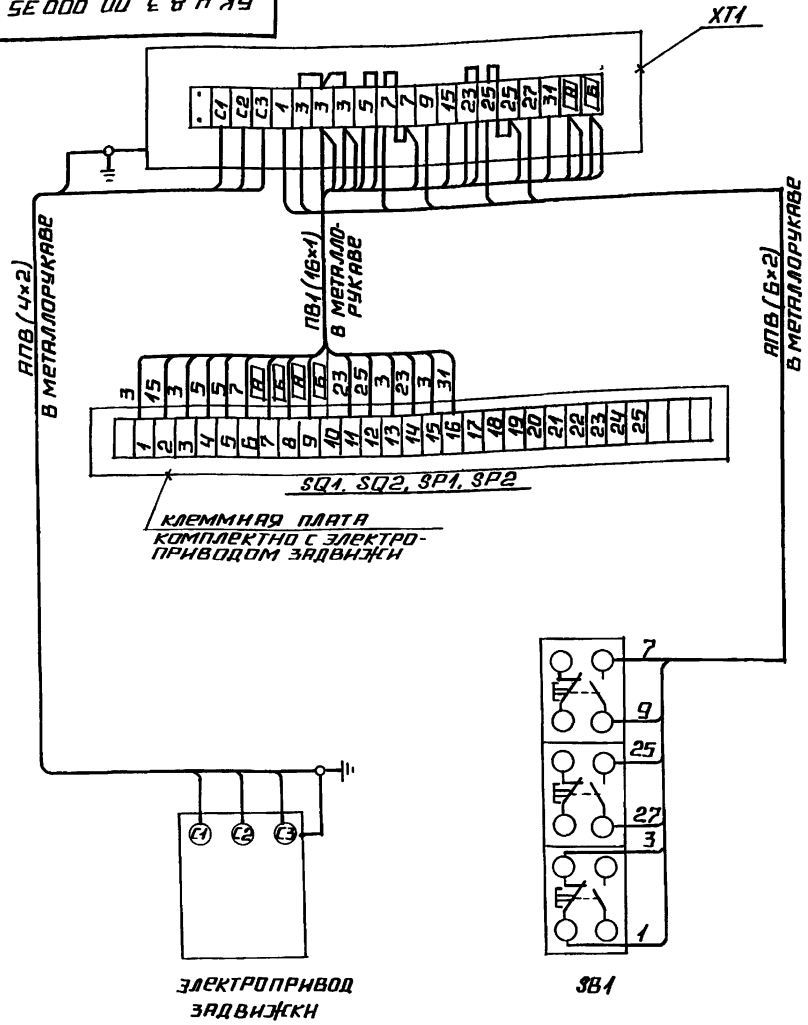 БК Н 8 3 00 000 Э5
XT1
C1 C2 C3 1 3 3 3 5 7 7 9 15 23 25 25 27 31 А Б
АПВ (4×2)
В МЕТАЛЛОРУКАВЕ
ПВ1 (16×1)
В МЕТАЛЛО-
РУКАВЕ
АПВ (6×2)
В МЕТАЛЛОРУКАВЕ
3 15 3 5 5 7 А Б А Б 23 25 3 23 3 31
1 2 3 4 5 6 7 8 9 10 11 12 13 14 15 16 17 18 19 20 21 22 23 24 25
SQ1, SQ2, SP1, SP2
КЛЕММНАЯ ПЛАТА
КОМПЛЕКТНО С ЭЛЕКТРО-
ПРИВОДОМ ЗАДВИЖКИ
7
9
25
27
3
1
C1 C2 C3
ЭЛЕКТРОПРИВОД
ЗАДВИЖКИ
SB1